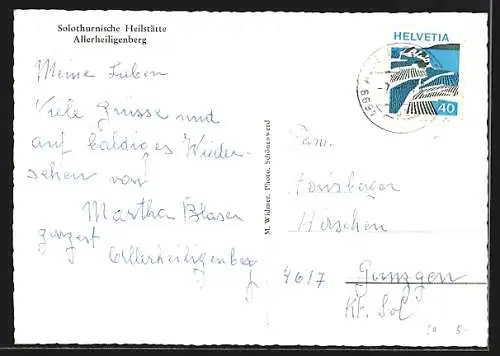 Solothurnische Heilstätte
Allerheiligenberg
Meine Lieben
Viele Grüsse und
auf baldiges Wieder-
sehen von
Martha Blaser
Allerheiligenberg
M. Widmer, Photo, Schönenwerd
HELVETIA
40
Fam.
Hirschen
4617 Gunzgen
Kt. Sol